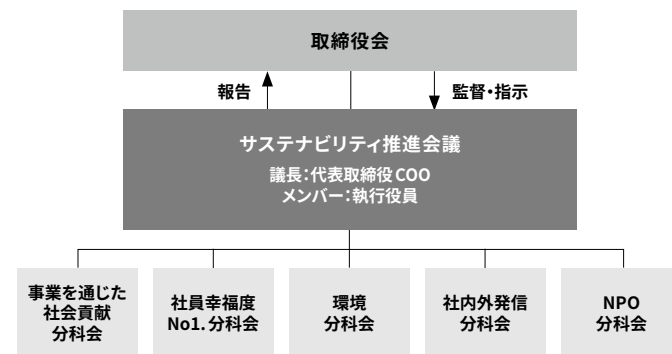 取締役会
報告
監督・指示
サステナビリティ推進会議
議長：代表取締役COO
メンバー：執行役員
事業を通じた
社会貢献
分科会
社員幸福度
No1. 分科会
環境
分科会
社内外発信
分科会
NPO
分科会